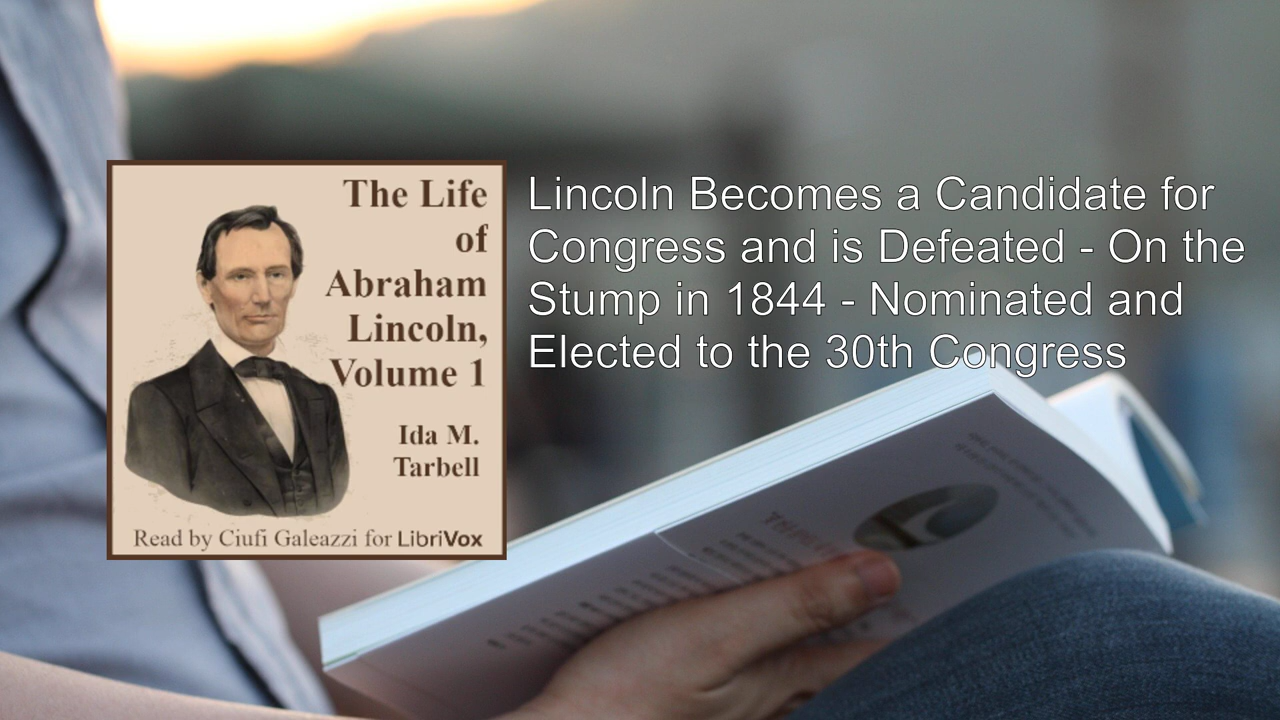 The Life
of
Abraham
Lincoln,
Volume 1
Ida M.
Tarbell
Read by Ciufi Galeazzi for LibriVox
Lincoln Becomes a Candidate for
Congress and is Defeated - On the
Stump in 1844 - Nominated and
Elected to the 30th Congress